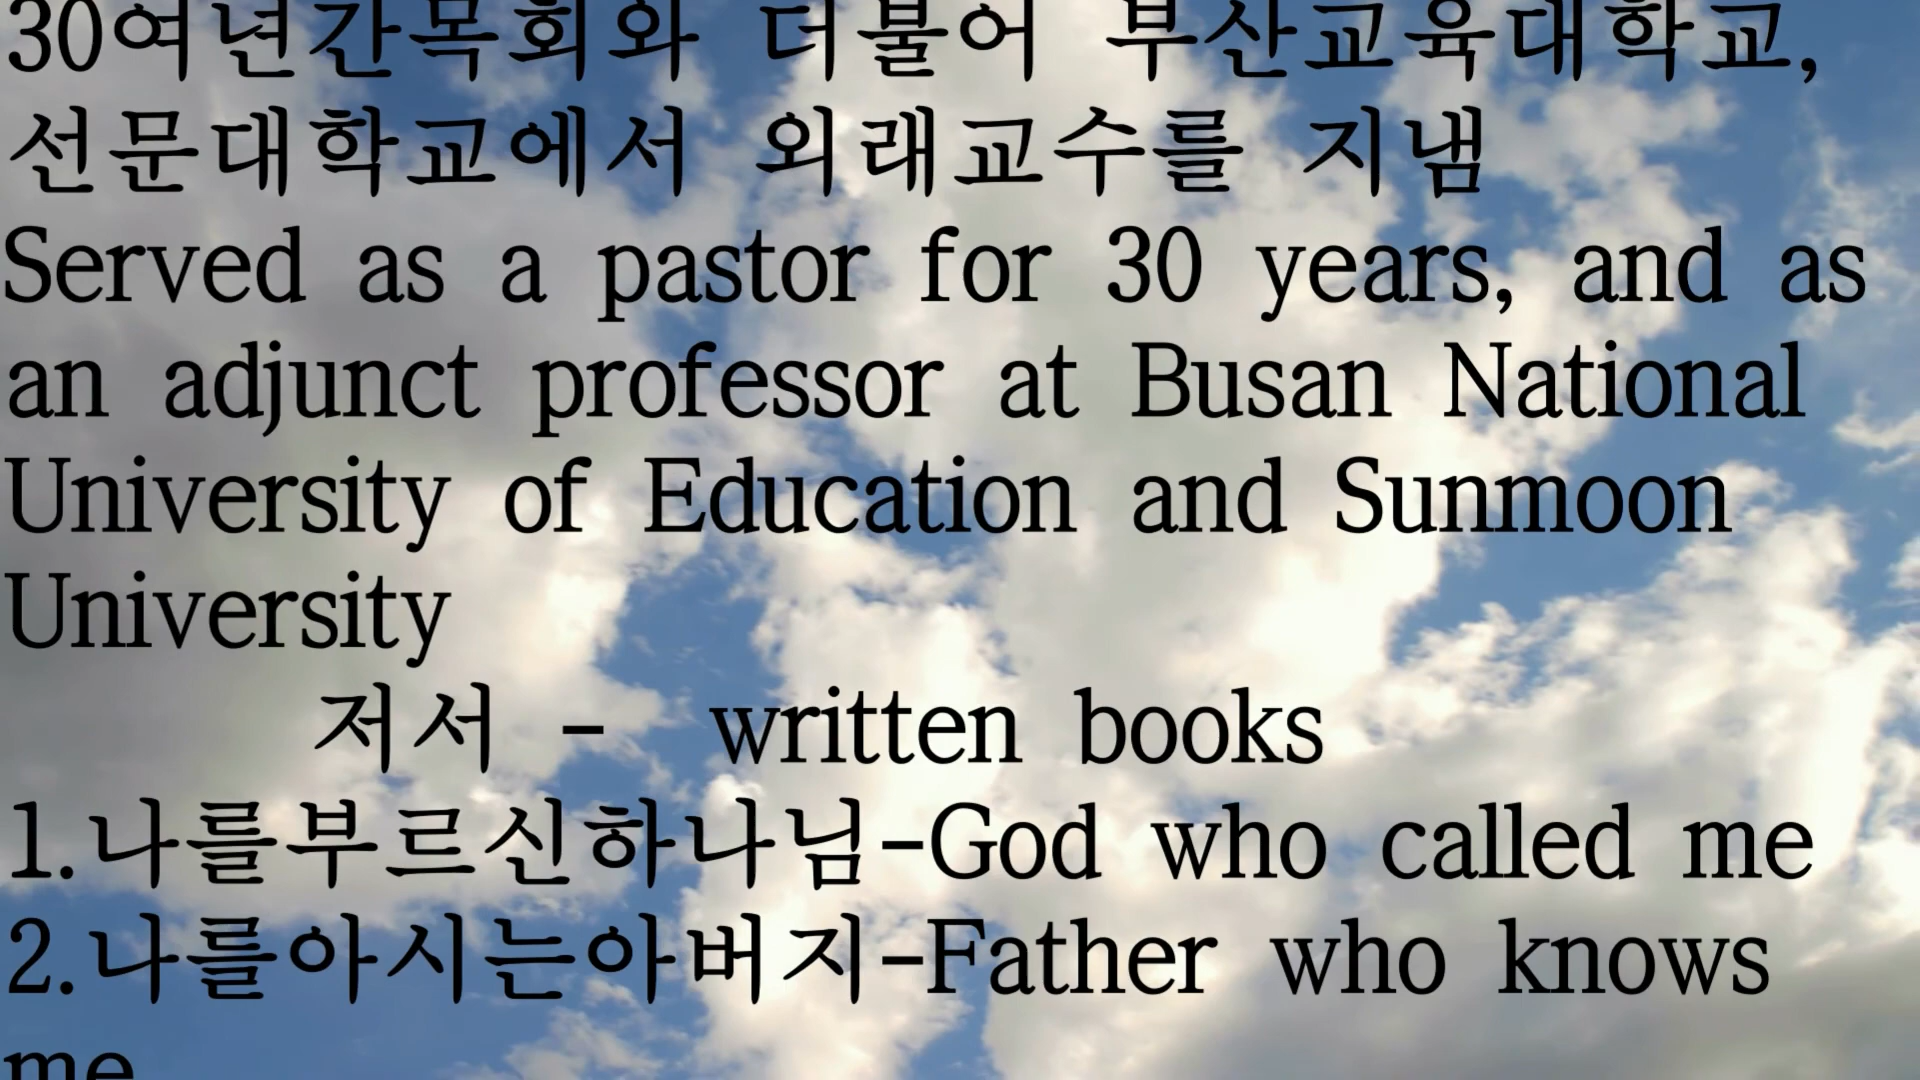 30여년간목회와 더불어 부산교육대학교,
선문대학교에서 외래교수를 지냄
Served as a pastor for 30 years, and as
an adjunct professor at Busan National
University of Education and Sunmoon
University
저서 - written books
1.나를부르신하나님-God who called me
2.나를아시는아버지-Father who knows
me